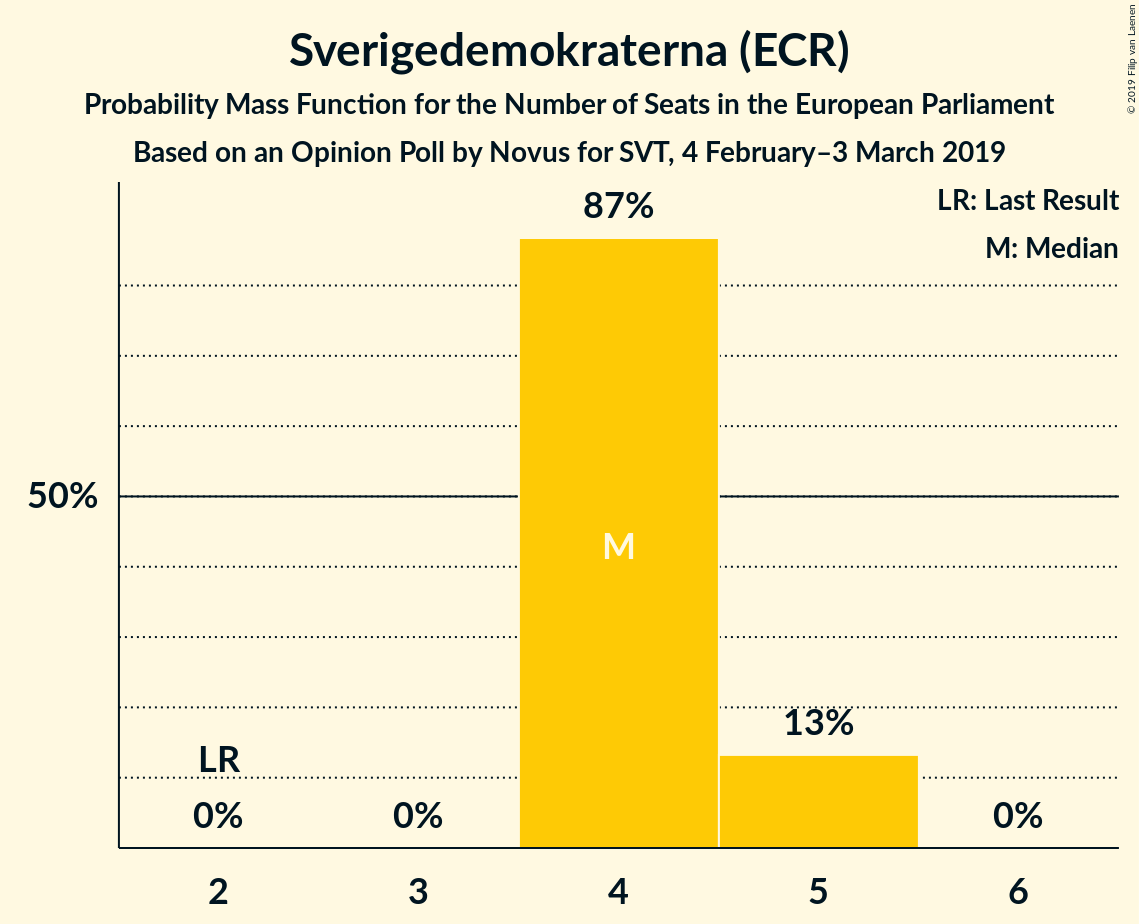 Sverigedemokraterna (ECR)
Probability Mass Function for the Number of Seats in the European Parliament
Based on an Opinion Poll by Novus for SVT, 4 February–3 March 2019
© 2019 Filip van Laenen
LR: Last Result
M: Median
87%
50%
M
13%
LR
0%
0%
0%
2
3
4
5
6